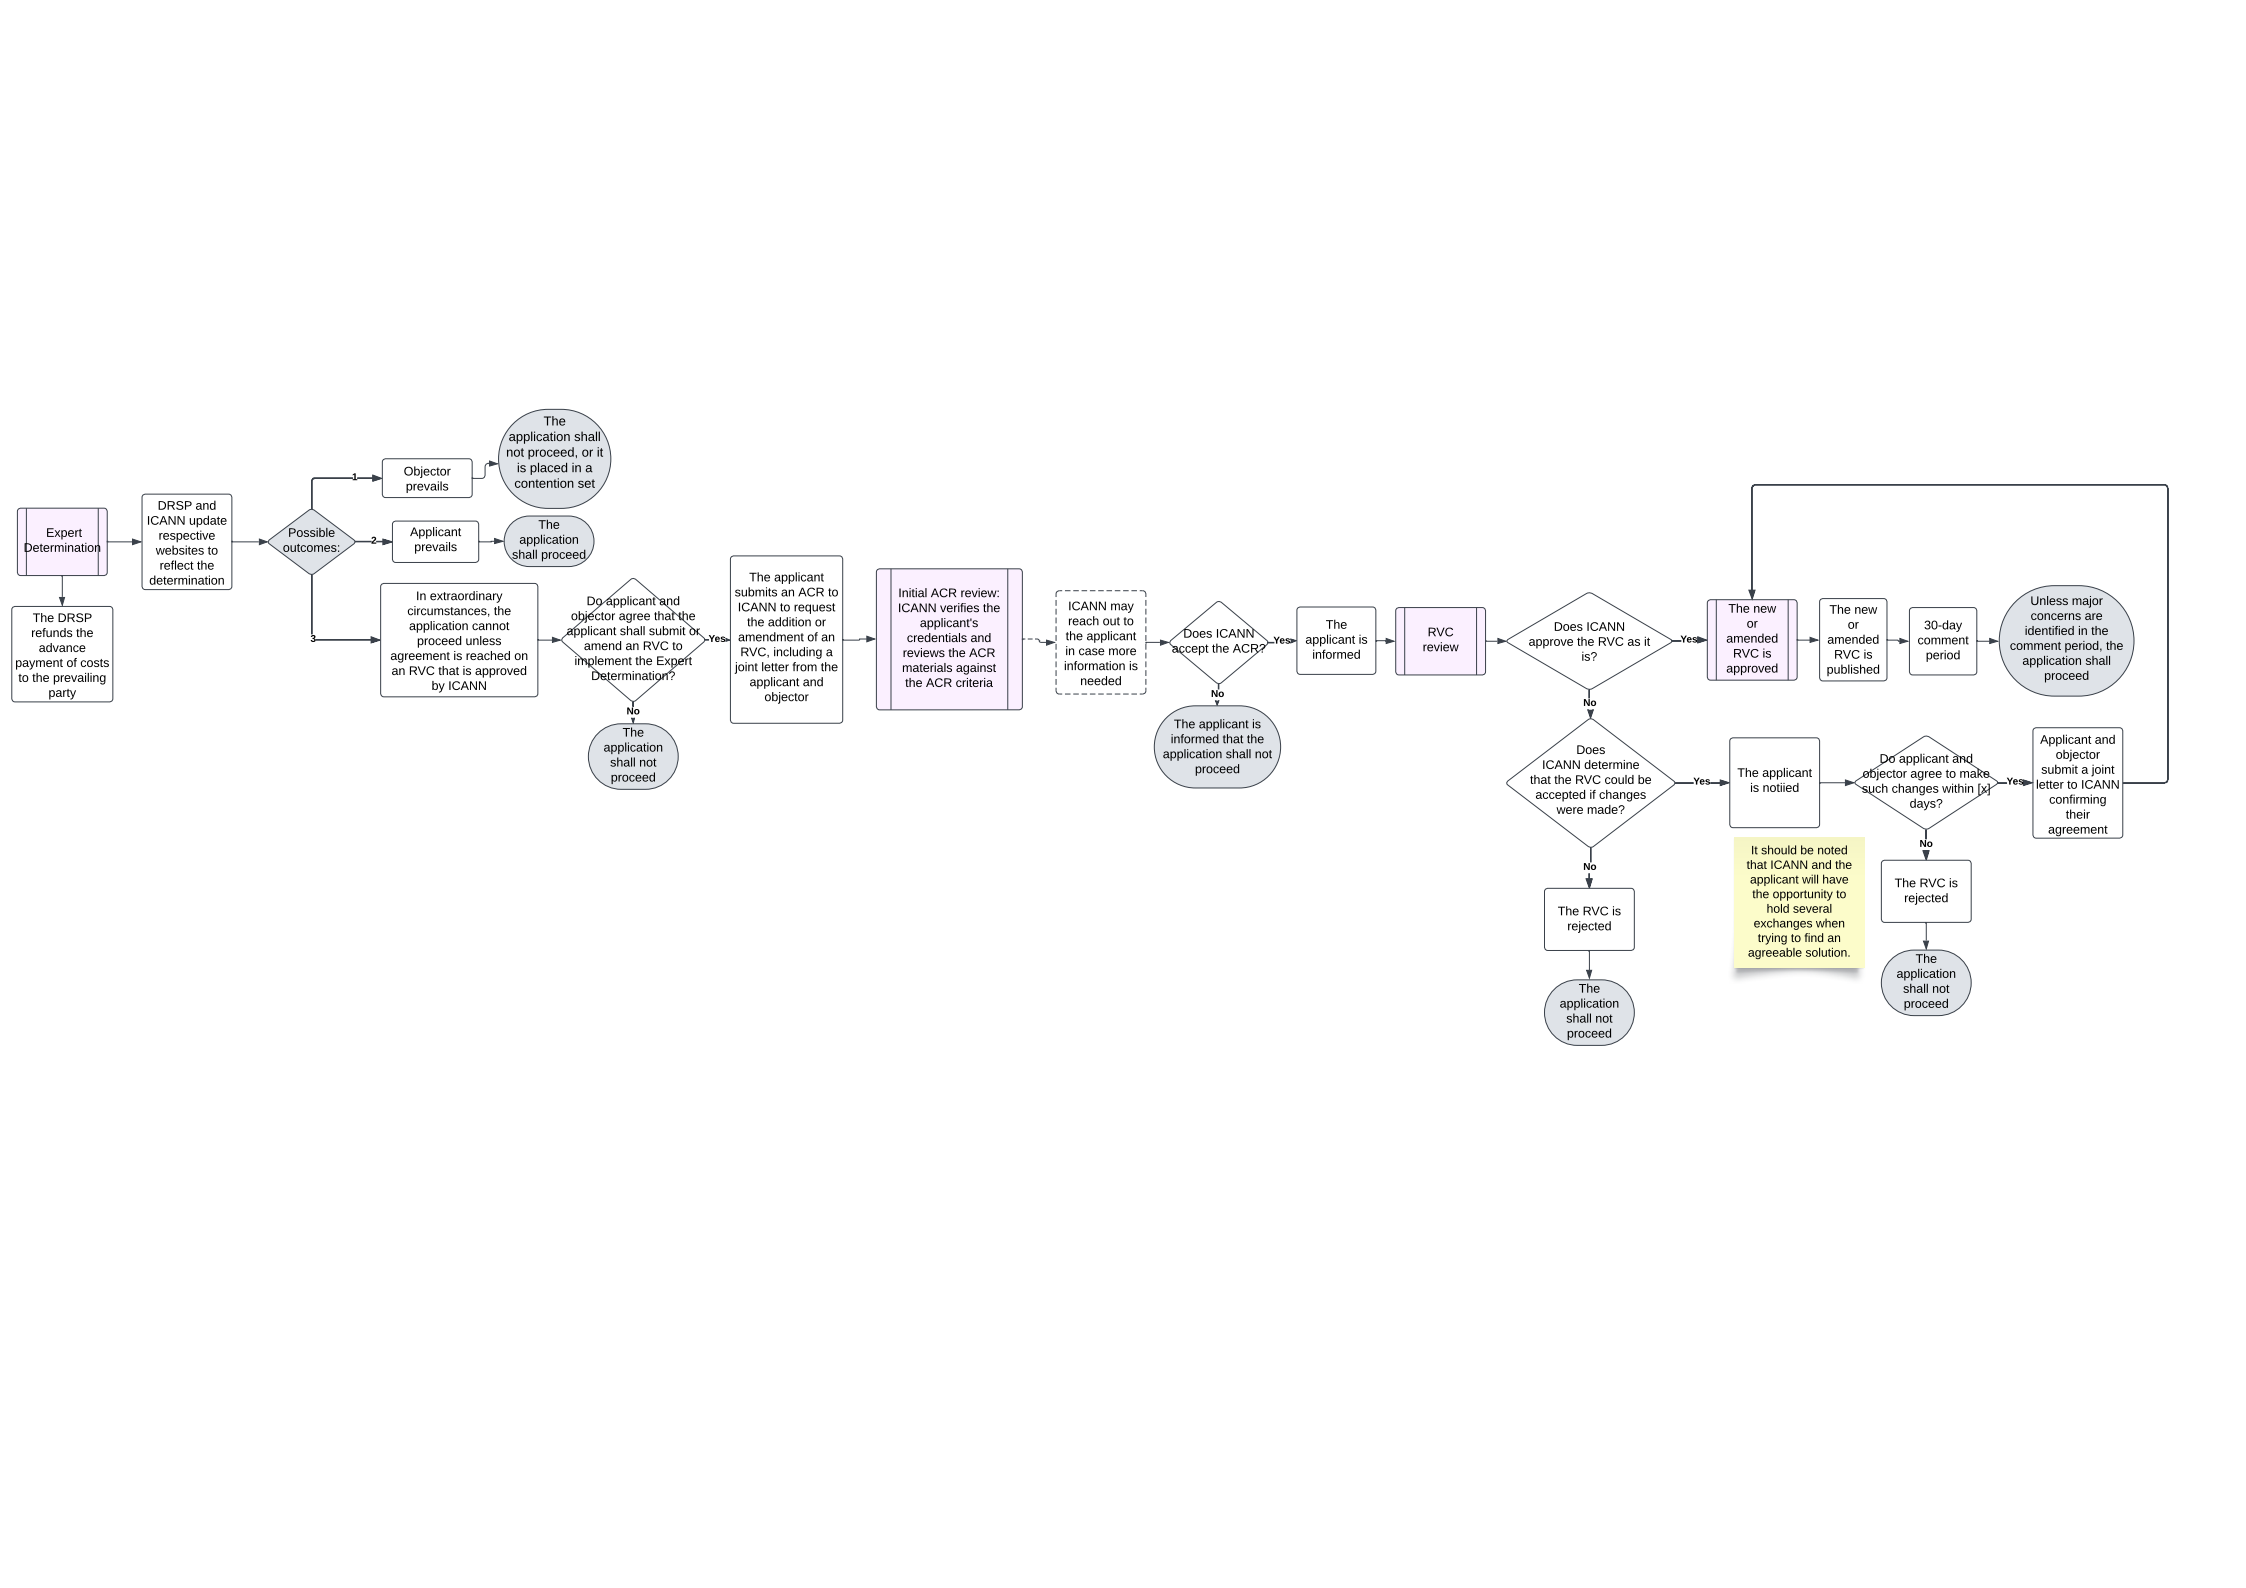 Expert
Determination
The DRSP
refunds the
advance
payment of costs
to the prevailing
party
DRSP and
ICANN update
respective
websites to
reflect the
determination
Possible
outcomes:
1
Objector
prevails
The
application shall
not proceed, or it
is placed in a
contention set
2
Applicant
prevails
The
application
shall proceed
3
In extraordinary
circumstances, the
application cannot
proceed unless
agreement is reached on
an RVC that is approved
by ICANN
Do applicant and
objector agree that the
applicant shall submit or
amend an RVC to
implement the Expert
Determination?
No
The
application
shall not
proceed
Yes
The applicant
submits an ACR to
ICANN to request
the addition or
amendment of an
RVC, including a
joint letter from the
applicant and
objector
Initial ACR review:
ICANN verifies the
applicant's
credentials and
reviews the ACR
materials against
the ACR criteria
ICANN may
reach out to
the applicant
in case more
information is
needed
Does ICANN
accept the ACR?
No
The applicant is
informed that the
application shall not
proceed
Yes
The
applicant is
informed
RVC
review
Does ICANN
approve the RVC as it
is?
Yes
The new
or
amended
RVC is
approved
The new
or
amended
RVC is
published
30-day
comment
period
Unless major
concerns are
identified in the
comment period, the
application shall
proceed
No
Does
ICANN determine
that the RVC could be
accepted if changes
were made?
Yes
The applicant
is notiied
Do applicant and
objector agree to make
such changes within [x]
days?
Yes
Applicant and
objector
submit a joint
letter to ICANN
confirming
their
agreement
No
The RVC is
rejected
The
application
shall not
proceed
It should be noted
that ICANN and the
applicant will have
the opportunity to
hold several
exchanges when
trying to find an
agreeable solution.
No
The RVC is
rejected
The
application
shall not
proceed